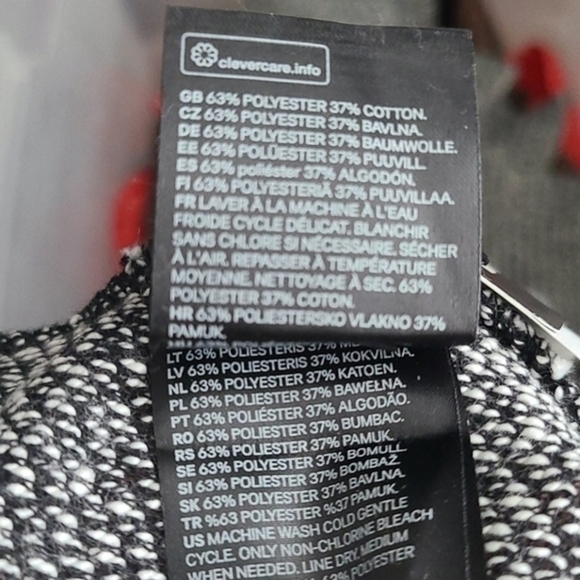 clevercare.info
GB 63% POLYESTER 37% COTTON.
CZ 63% POLYESTER 37% BAVLNA.
DE 63% POLYESTER 37% BAUMWOLLE.
EE 63% POLÜESTER 37% PUUVILL.
ES 63% poliéster 37% ALGODÓN.
FI 63% POLYESTERIÄ 37% PUUVILLAA.
FR LAVER À LA MACHINE À L'EAU
FROIDE CYCLE DÉLICAT. BLANCHIR
SANS CHLORE SI NÉCESSAIRE. SÉCHER
À L'AIR. REPASSER À TEMPÉRATURE
MOYENNE. NETTOYAGE À SEC. 63%
POLYESTER 37% COTON.
HR 63% POLIESTERSKO VLAKNO 37%
PAMUK.
LT 63% POLIESTERIS 37%
LV 63% POLIESTERIS 37% KOKVILNA.
NL 63% POLYESTER 37% KATOEN.
PL 63% POLIESTER 37% BAWEŁNA.
PT 63% POLIÉSTER 37% ALGODÃO.
RO 63% POLIESTER 37% BUMBAC.
RS 63% POLIESTER 37% PAMUK.
SE 63% POLYESTER 37% BOMULL.
SI 63% POLIESTER 37% BOMBAŽ.
SK 63% POLYESTER 37% BAVLNA.
TR %63 POLYESTER %37 PAMUK.
US MACHINE WASH COLD GENTLE
CYCLE. ONLY NON-CHLORINE BLEACH
WHEN NEEDED. LINE DRY. MEDIUM
63% POLYESTER